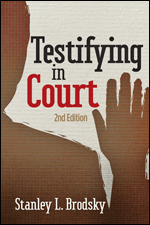 Testifying
in
Court
2nd Edition
Stanley L. Brodsky